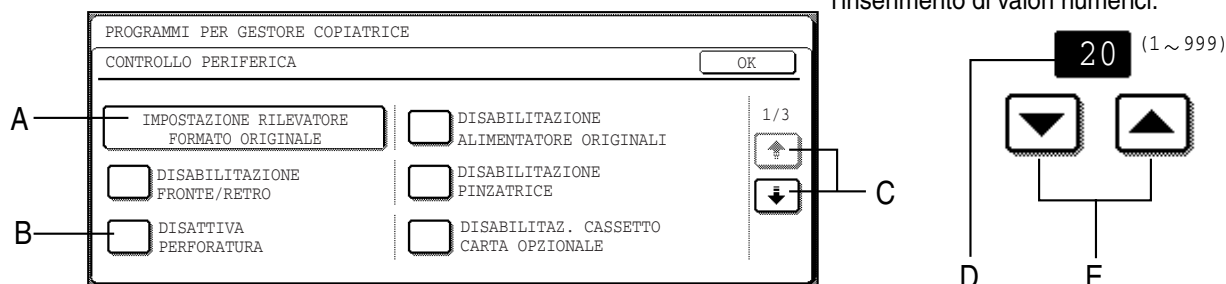 l'inserimento di valori numerici.
PROGRAMMI PER GESTORE COPIATRICE
CONTROLLO PERIFERICA
OK
A
IMPOSTAZIONE RILEVATORE
FORMATO ORIGINALE
DISABILITAZIONE
ALIMENTATORE ORIGINALI
1/3
DISABILITAZIONE
FRONTE/RETRO
DISABILITAZIONE
PINZATRICE
C
B
DISATTIVA
PERFORATURA
DISABILITAZ. CASSETTO
CARTA OPZIONALE
20 (1~999)
D
E